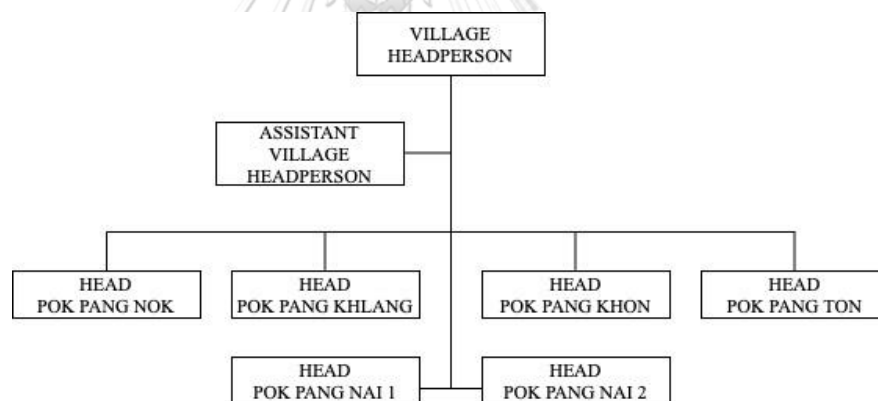 VILLAGE
HEADPERSON
ASSISTANT
VILLAGE
HEADPERSON
HEAD
POK PANG NOK
HEAD
POK PANG KHLANG
HEAD
POK PANG KHON
HEAD
POK PANG TON
HEAD
POK PANG NAI 1
HEAD
POK PANG NAI 2